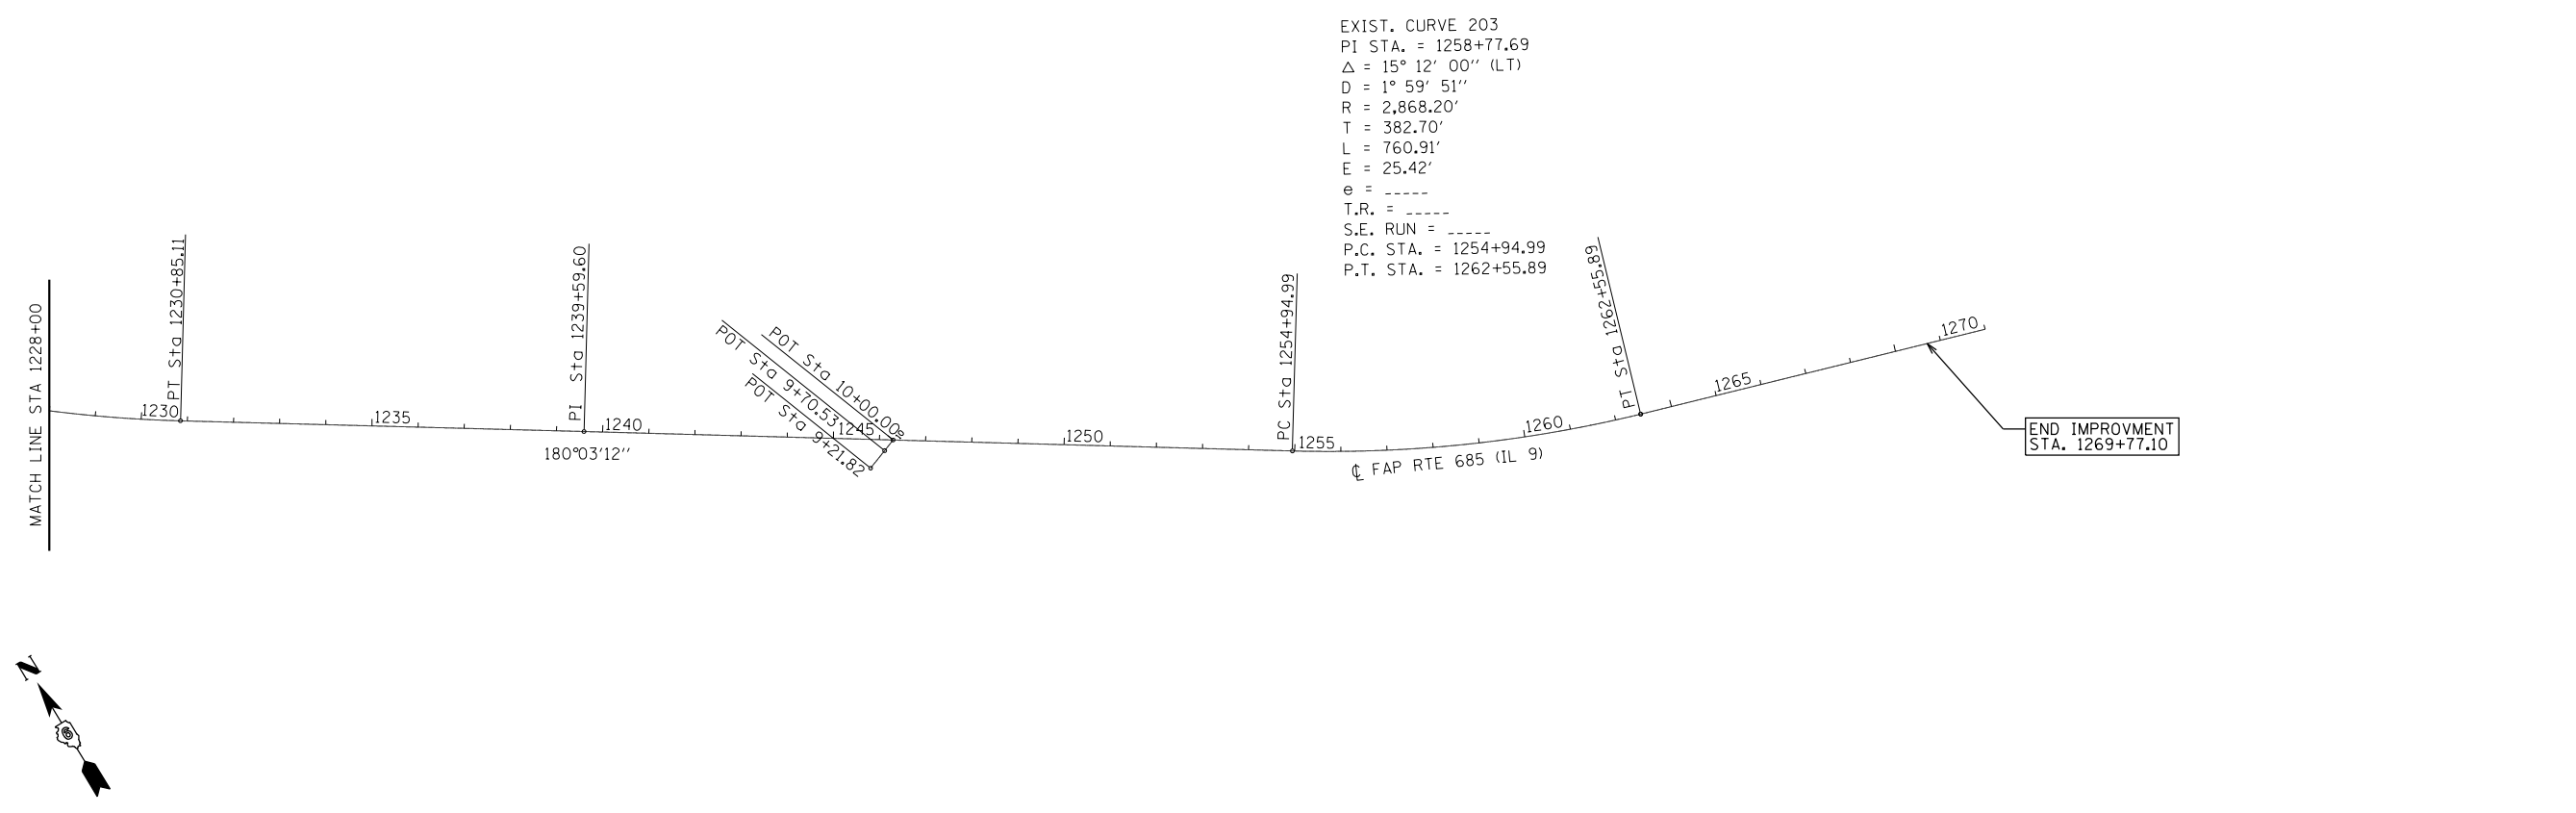 EXIST. CURVE 203
PI STA. = 1258+77.69
△ = 15° 12' 00'' (LT)
D = 1° 59' 51''
R = 2,868.20'
T = 382.70'
L = 760.91'
E = 25.42'
e = _____
T.R. = _____
S.E. RUN = _____
P.C. STA. = 1254+94.99
P.T. STA. = 1262+55.89
MATCH LINE STA 1228+00
PT Sta 1230+85.11
PI Sta 1239+59.60
POT Sta 10+00.00
POT Sta 9+70.53
POT Sta 9+21.82
PC Sta 1254+94.99
PT Sta 1262+55.89
1230
1235
1240
1245
1250
1255
1260
1265
1270
180°03'12''
℄ FAP RTE 685 (IL 9)
END IMPROVMENT
STA. 1269+77.10
N